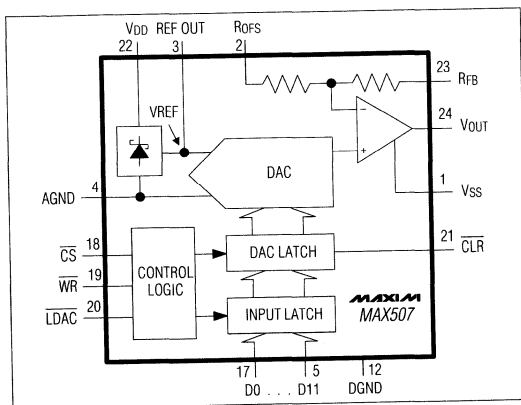 VDD REF OUT ROFS
22 3 2
23 RFB
VREF
24 VOUT
DAC
AGND 4
1 VSS
CS 18
21 CLR
DAC LATCH
WR 19
CONTROL
LOGIC
LDAC 20
INPUT LATCH
MAXIM
MAX507
17 5 12
D0 . . . D11 DGND